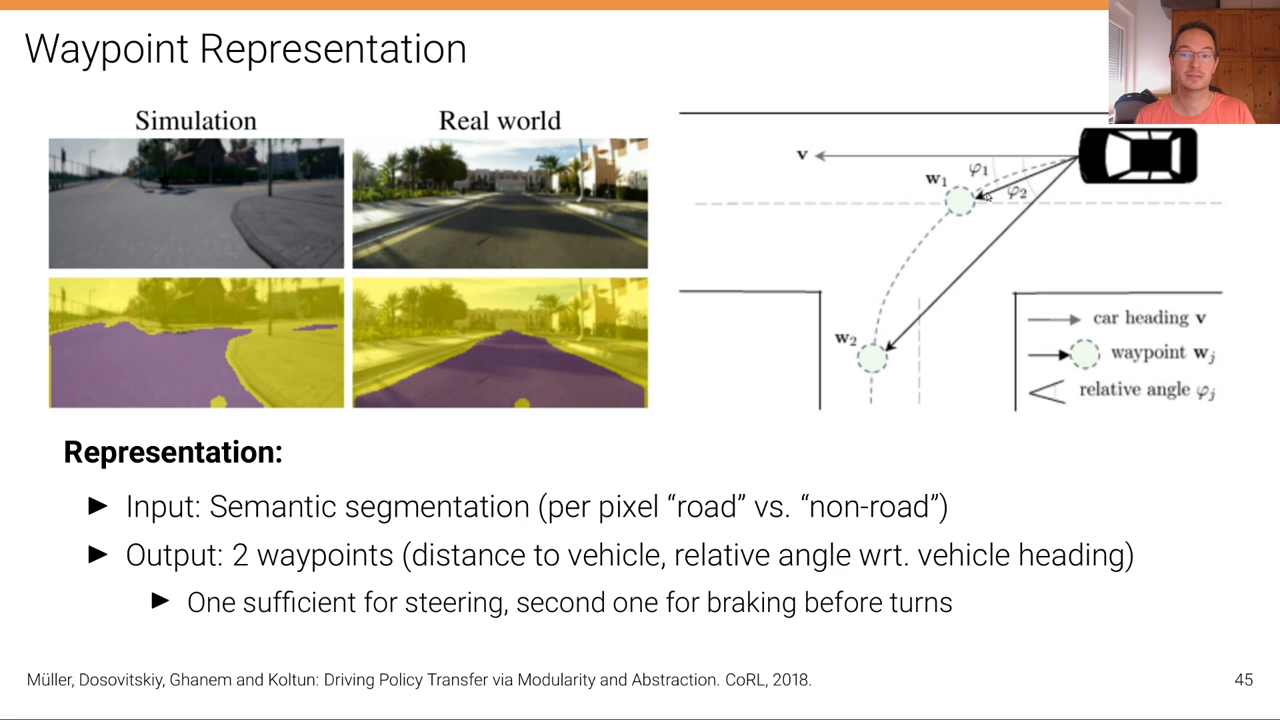 Waypoint Representation
Simulation
Real world
v
φ₁
w₁
φ₂
w₂
car heading v
waypoint wⱼ
relative angle φⱼ
Representation:
► Input: Semantic segmentation (per pixel “road” vs. “non-road”)
► Output: 2 waypoints (distance to vehicle, relative angle wrt. vehicle heading)
► One sufficient for steering, second one for braking before turns
Müller, Dosovitskiy, Ghanem and Koltun: Driving Policy Transfer via Modularity and Abstraction. CoRL, 2018.
45